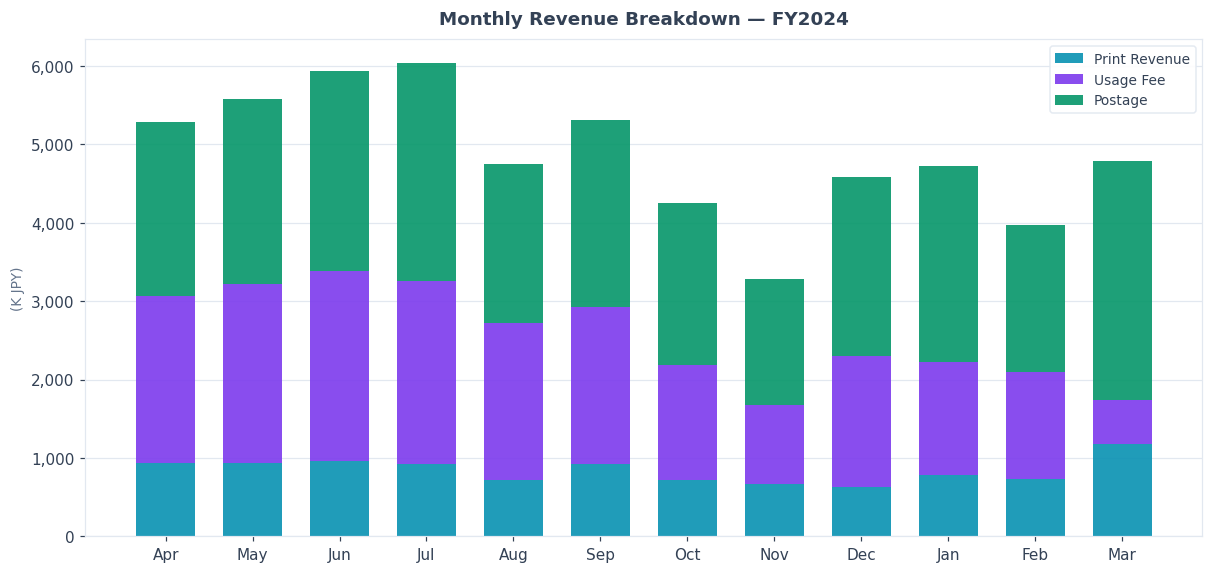 Monthly Revenue Breakdown — FY2024
Print Revenue
Usage Fee
Postage
(K JPY)
6,000
5,000
4,000
3,000
2,000
1,000
0
Apr May Jun Jul Aug Sep Oct Nov Dec Jan Feb Mar